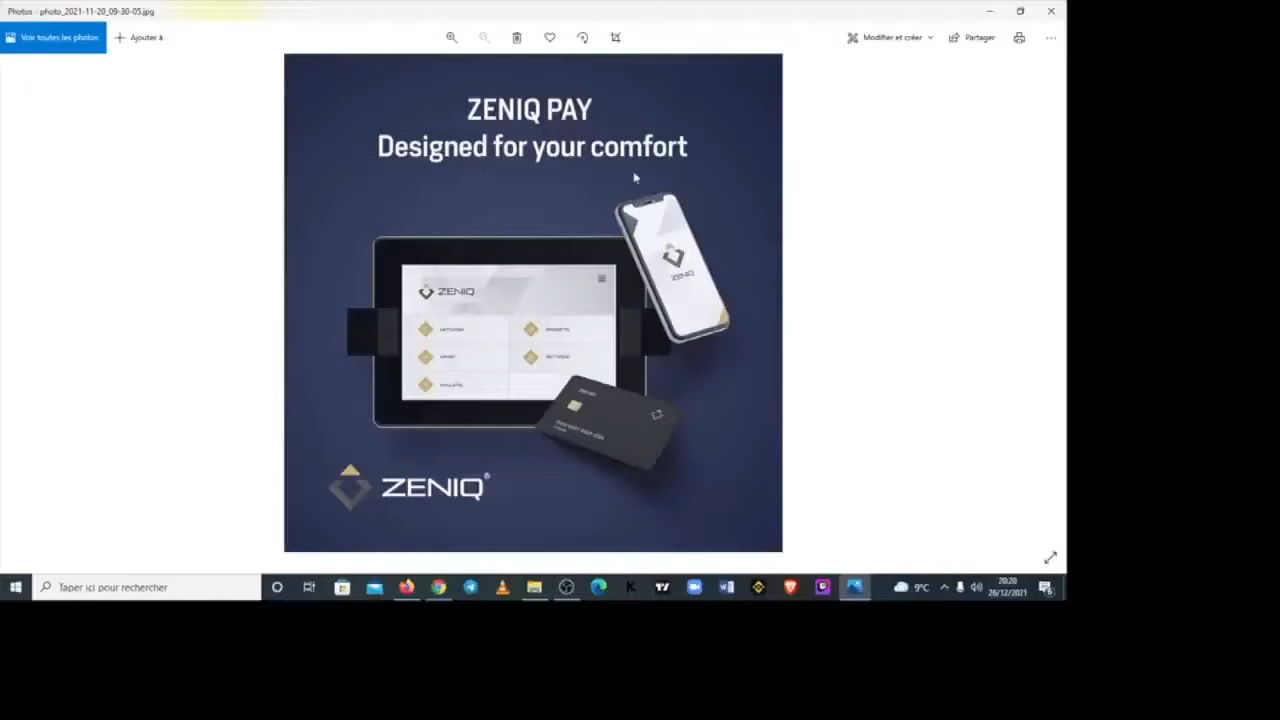 Photos - photo_2021-11-20_09-30-05.jpg
Voir toutes les photos
Ajouter à
Modifier et créer
Partager
ZENIQ PAY
Designed for your comfort
ZENIQ
ZENIQ
ZENIQ®
Taper ici pour rechercher
9°C
20:20
26/12/2021